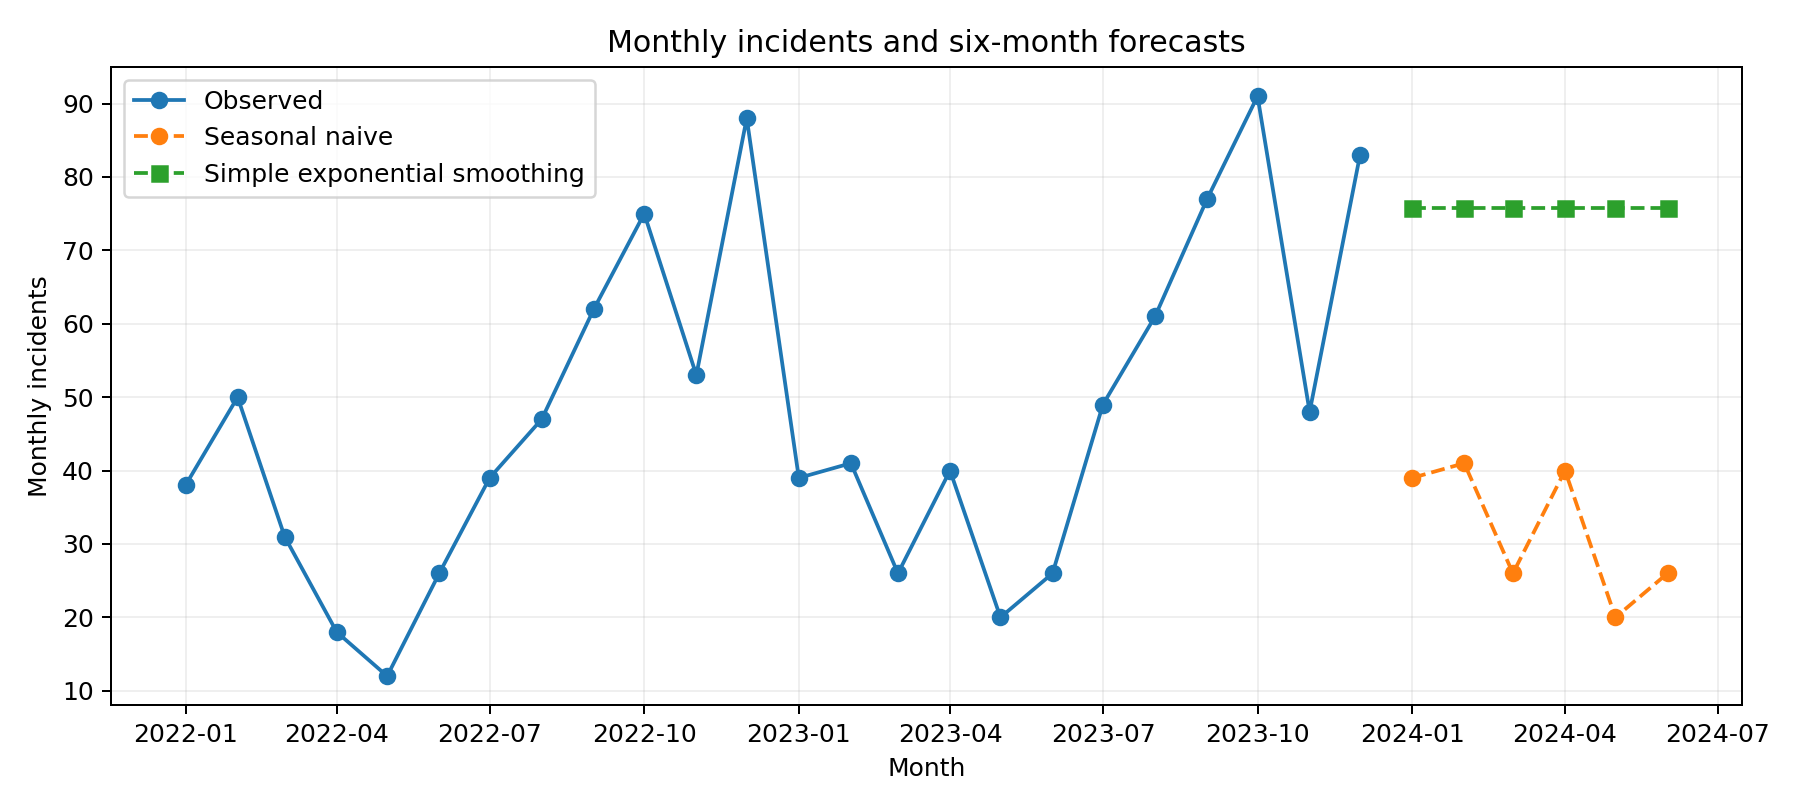 Monthly incidents and six-month forecasts
Observed
Seasonal naive
Simple exponential smoothing
Monthly incidents
90
80
70
60
50
40
30
20
10
2022-01 2022-04 2022-07 2022-10 2023-01 2023-04 2023-07 2023-10 2024-01 2024-04 2024-07
Month